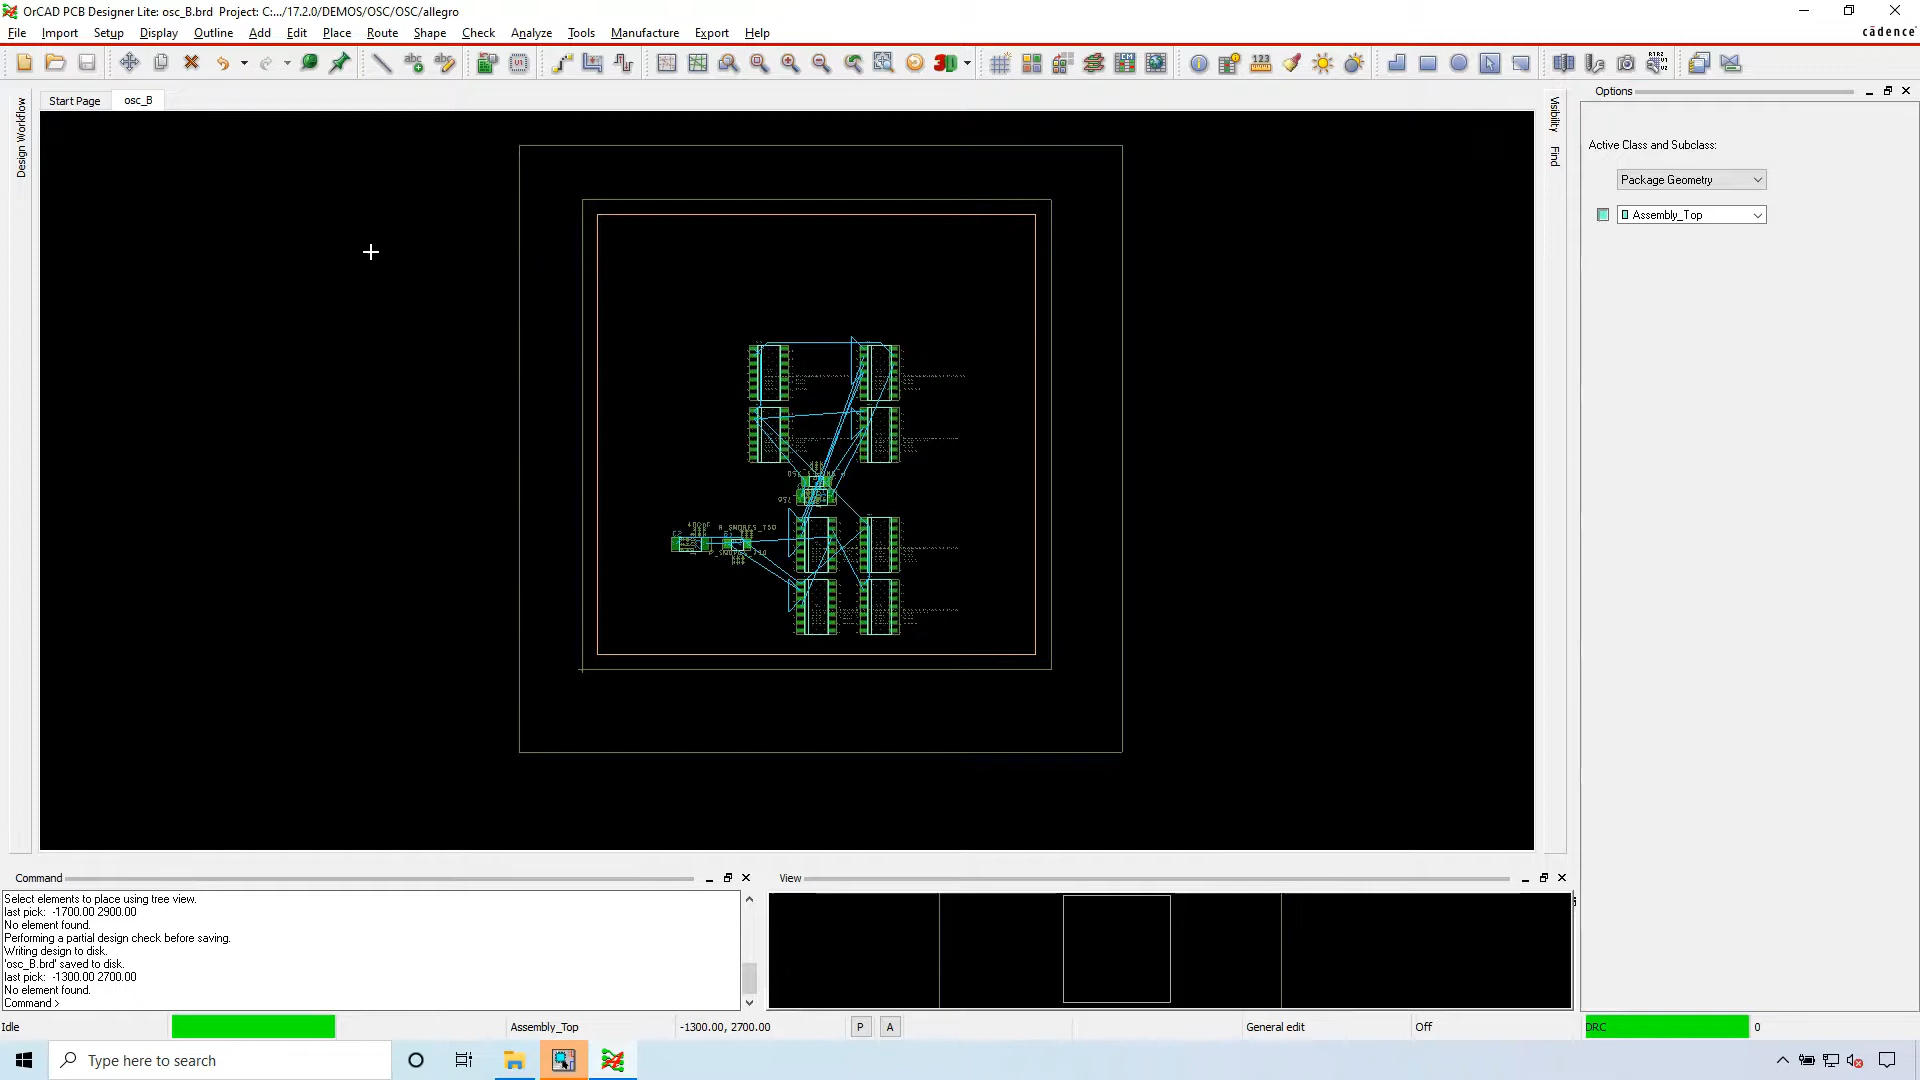 OrCAD PCB Designer Lite: osc_B.brd  Project: C:.../17.2.0/DEMOS/OSC/OSC/allegro
File Import Setup Display Outline Add Edit Place Route Shape Check Analyze Tools Manufacture Export Help
cādence
Start Page osc_B
Options
Design Workflow
Visibility
Find
Active Class and Subclass:
Package Geometry
Assembly_Top
Command
Select elements to place using tree view.
last pick:  -1700.00 2900.00
No element found.
Performing a partial design check before saving.
Writing design to disk.
'osc_B.brd' saved to disk.
last pick:  -1300.00 2700.00
No element found.
Command >
View
Idle
Assembly_Top
-1300.00, 2700.00
P
A
General edit
Off
DRC
0
Type here to search